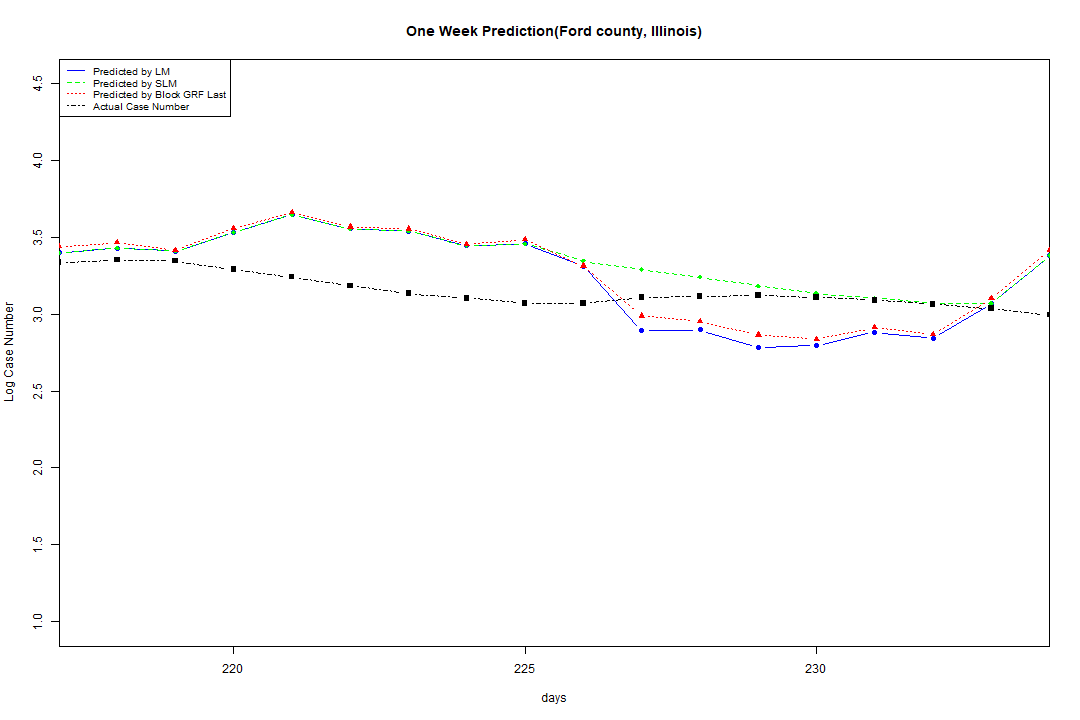 One Week Prediction(Ford county, Illinois)
Predicted by LM
Predicted by SLM
Predicted by Block GRF Last
Actual Case Number
4.5
4.0
3.5
3.0
2.5
2.0
1.5
1.0
Log Case Number
220 225 230
days